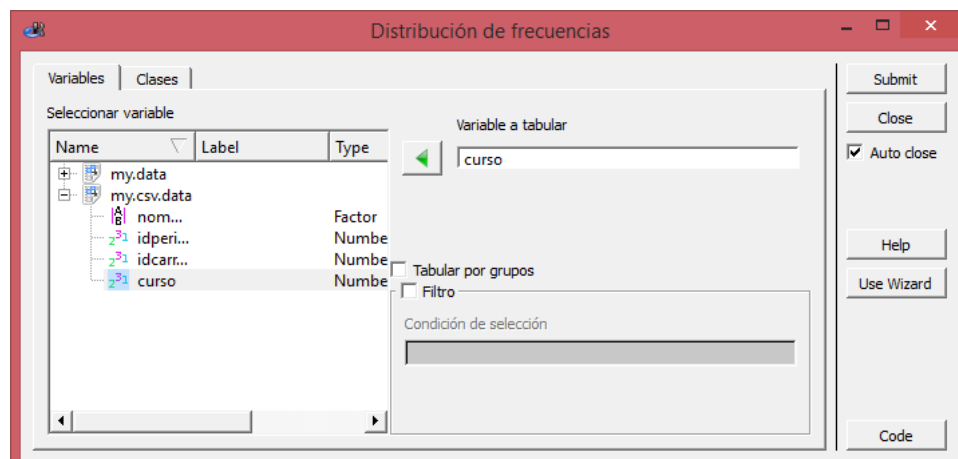 Distribución de frecuencias
Variables Clases
Seleccionar variable
Name Label Type
my.data
my.csv.data
nom... Factor
idperi... Numbe
idcarr... Numbe
curso Numbe
Variable a tabular
curso
Tabular por grupos
Filtro
Condición de selección
Submit
Close
Auto close
Help
Use Wizard
Code